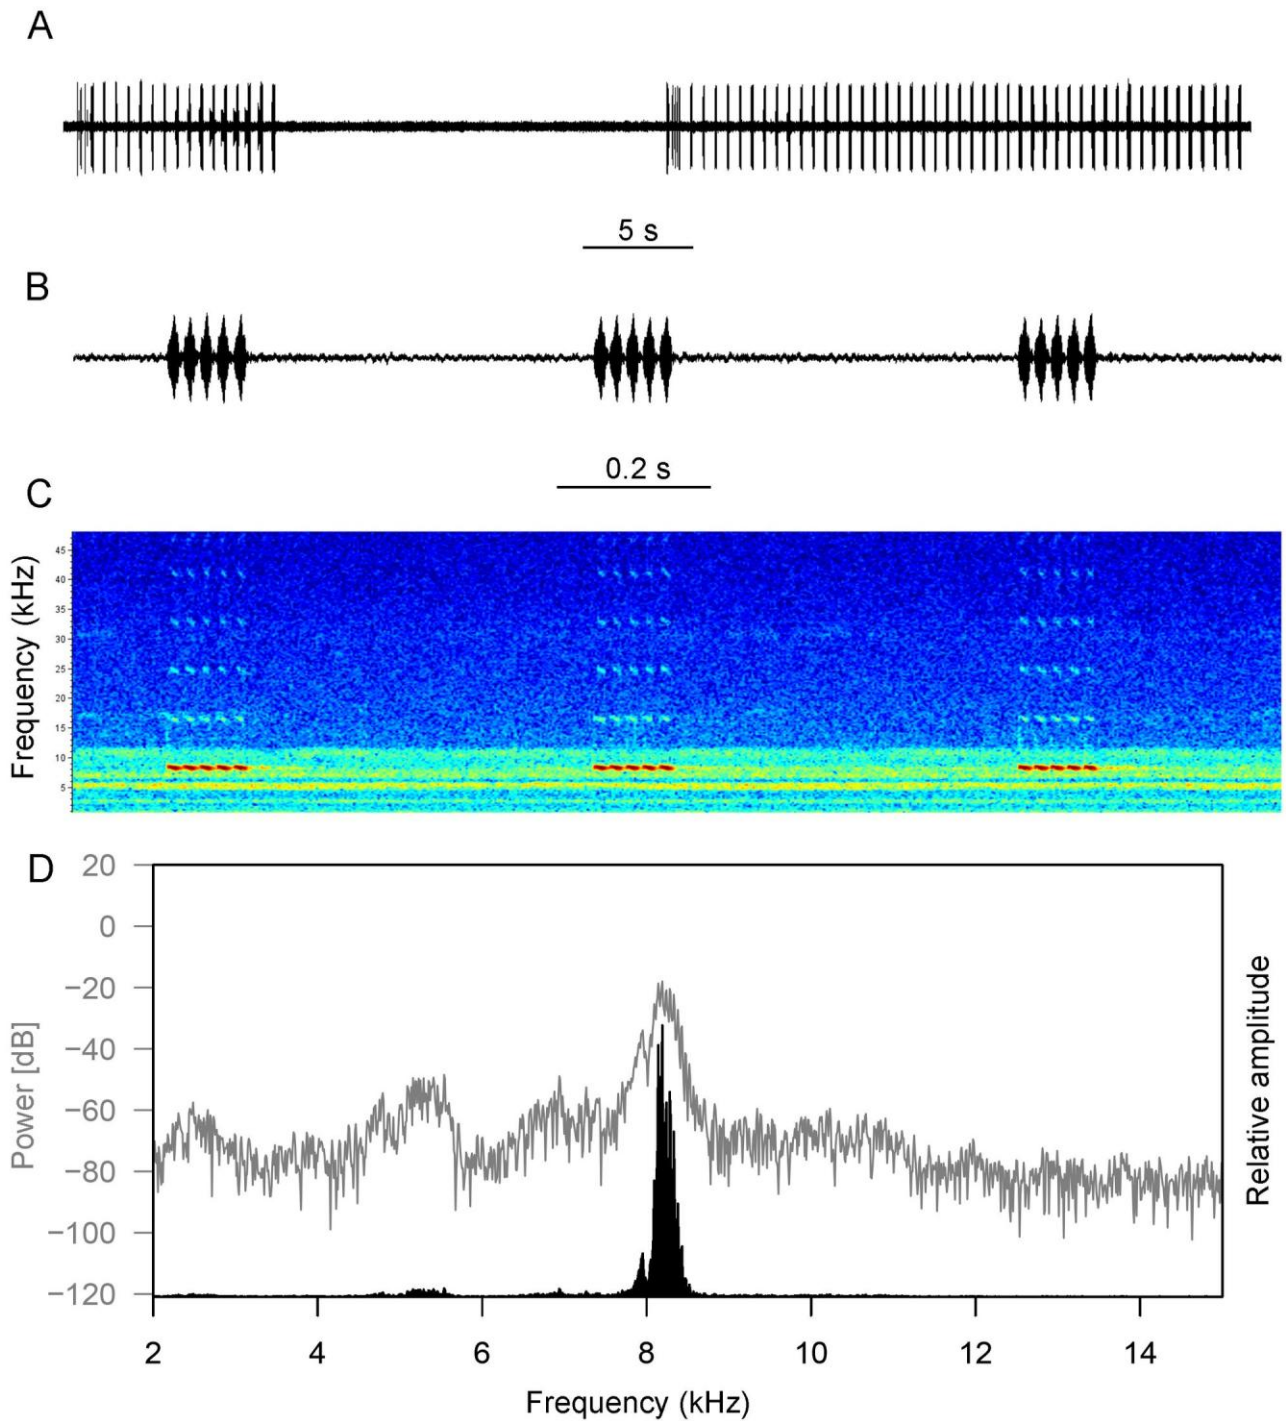 A
5 s
B
0.2 s
C
Frequency (kHz)
45
40
35
30
25
20
15
10
5
D
Power [dB]
20
0
−20
−40
−60
−80
−100
−120
Relative amplitude
2 4 6 8 10 12 14
Frequency (kHz)